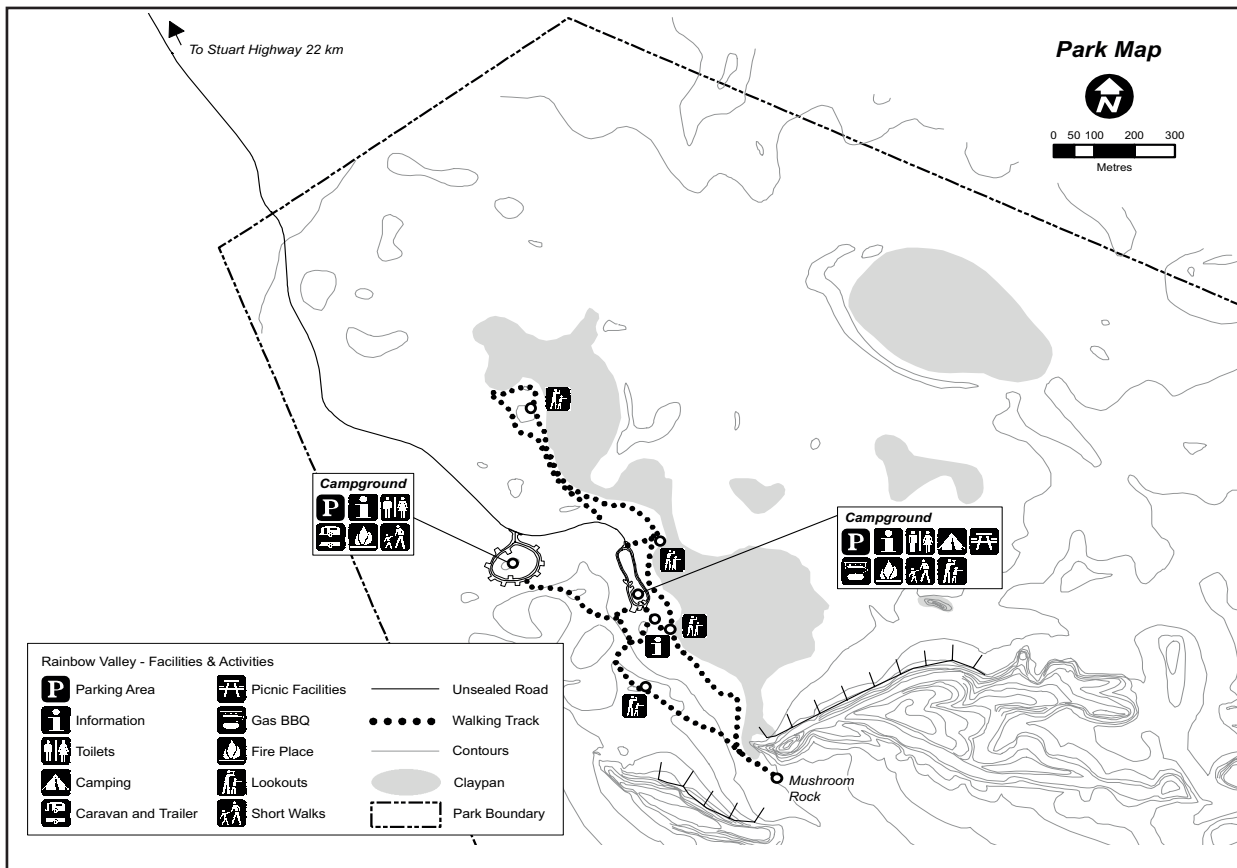 To Stuart Highway 22 km
Park Map
N
0 50 100 200 300
Metres
Campground
P i
Campground
P i
i
Mushroom
Rock
Rainbow Valley - Facilities & Activities
P Parking Area
i Information
Toilets
Camping
Caravan and Trailer
Picnic Facilities
Gas BBQ
Fire Place
Lookouts
Short Walks
Unsealed Road
Walking Track
Contours
Claypan
Park Boundary